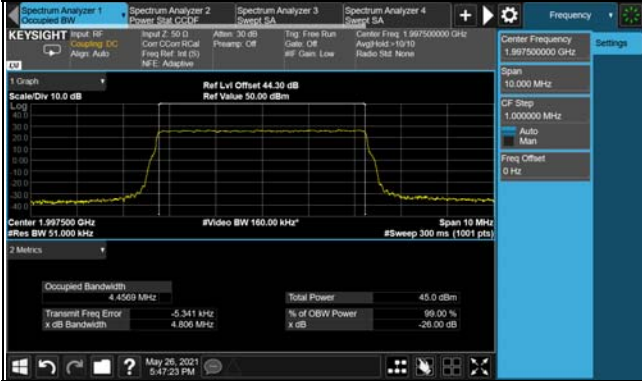 Spectrum Analyzer 1
Occupied BW
Spectrum Analyzer 2
Power Stat CCDF
Spectrum Analyzer 3
Swept SA
Spectrum Analyzer 4
Swept SA
Frequency
KEYSIGHT
Input: RF
Coupling: DC
Align: Auto
Input Z: 50 Ω
Corr CCorr RCal
Freq Ref: Int (S)
NFE: Adaptive
Atten: 30 dB
Preamp: Off
Trig: Free Run
Gate: Off
#IF Gain: Low
Center Freq: 1.997500000 GHz
Avg|Hold:>10/10
Radio Std: None
Center Frequency
1.997500000 GHz
Settings
Span
10.000 MHz
CF Step
1.000000 MHz
Auto
Man
Freq Offset
0 Hz
1 Graph
Scale/Div 10.0 dB
Ref Lvl Offset 44.30 dB
Ref Value 50.00 dBm
Log
40.0
30.0
20.0
10.0
0.00
-10.0
-20.0
-30.0
-40.0
Center 1.997500 GHz
#Res BW 51.000 kHz
#Video BW 160.00 kHz*
Span 10 MHz
#Sweep 300 ms (1001 pts)
2 Metrics
Occupied Bandwidth
4.4569 MHz
Total Power 45.0 dBm
Transmit Freq Error -5.341 kHz
% of OBW Power 99.00 %
x dB Bandwidth 4.806 MHz
x dB -26.00 dB
May 26, 2021
5:47:23 PM